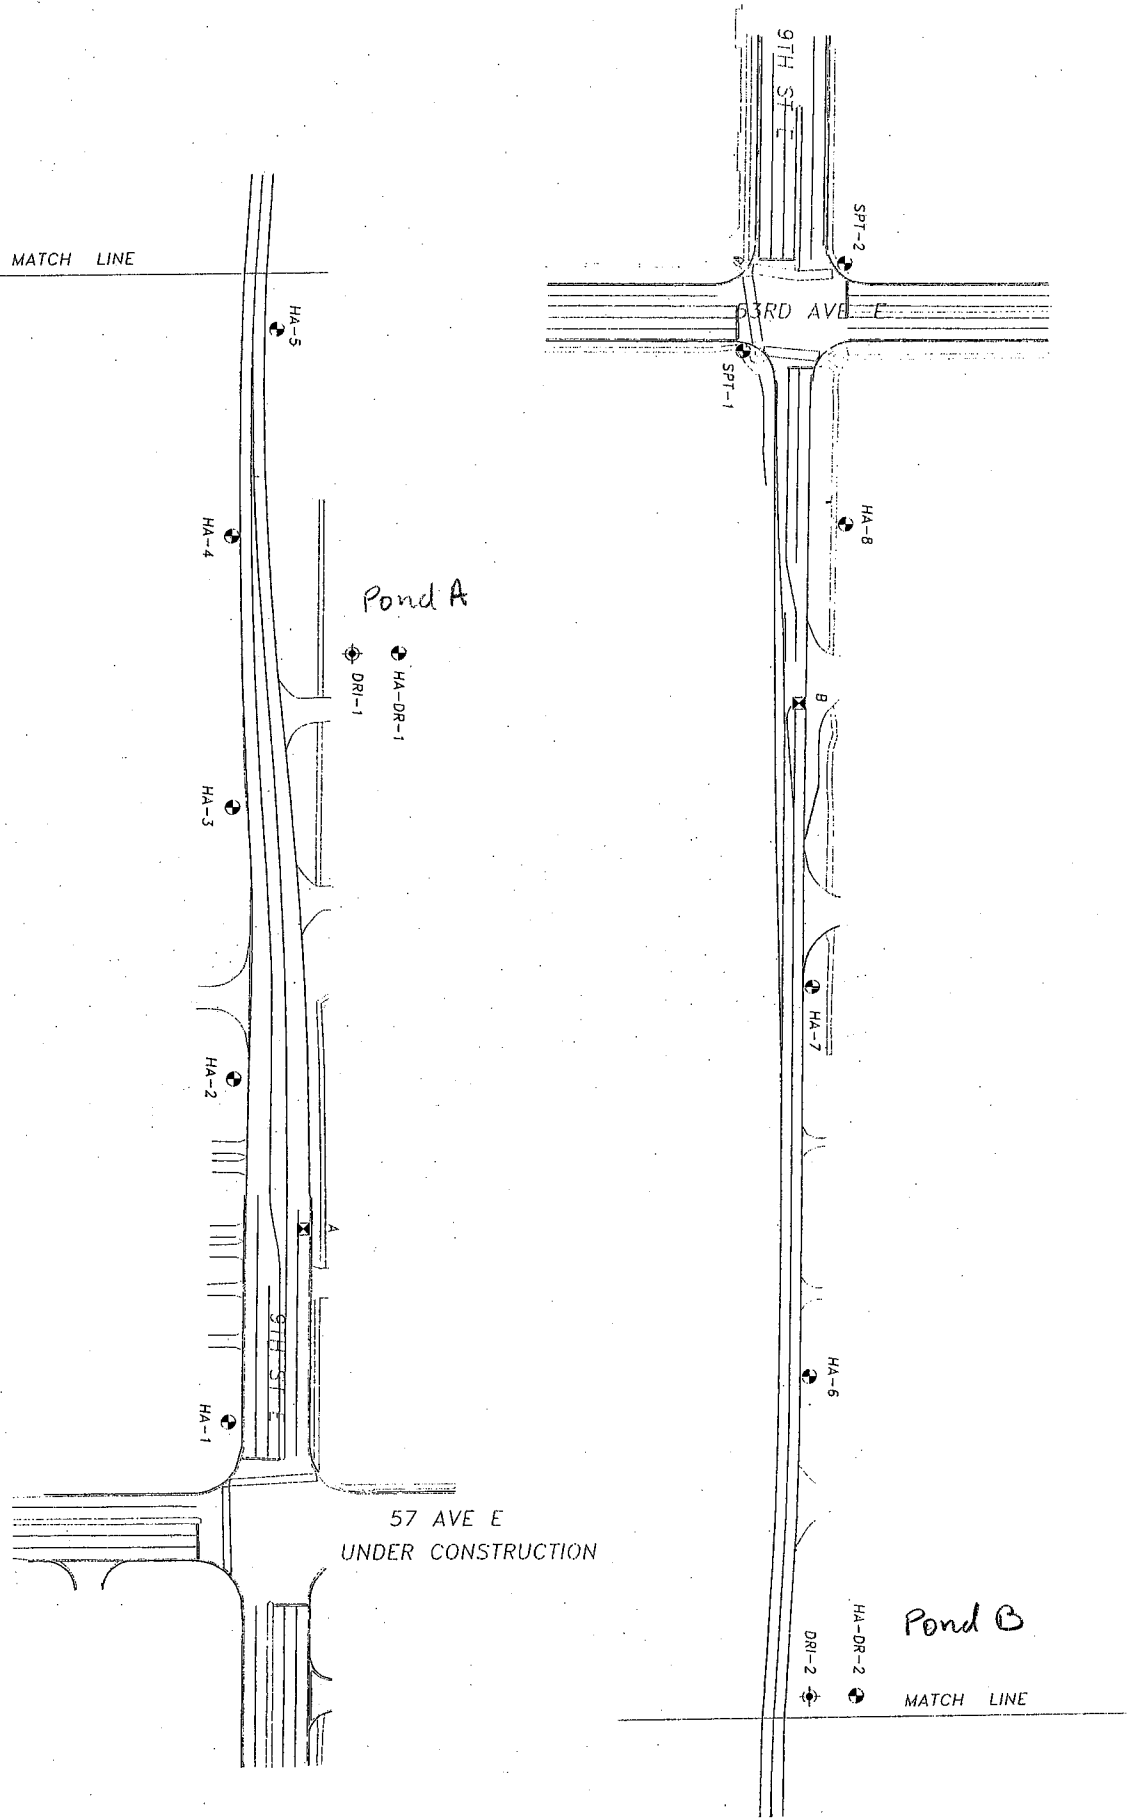 MATCH LINE
HA-5
HA-4
Pond A
DRI-1
HA-DR-1
HA-3
HA-2
A
9TH ST E
HA-1
57 AVE E
UNDER CONSTRUCTION
9TH ST E
SPT-2
53RD AVE E
SPT-1
HA-8
B
HA-7
HA-6
Pond B
DRI-2
HA-DR-2
MATCH LINE